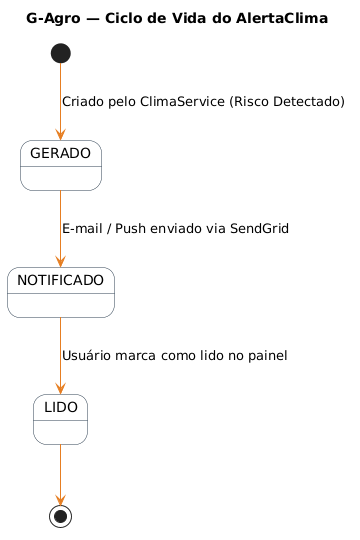 G-Agro — Ciclo de Vida do AlertaClima
Criado pelo ClimaService (Risco Detectado)
GERADO
E-mail / Push enviado via SendGrid
NOTIFICADO
Usuário marca como lido no painel
LIDO